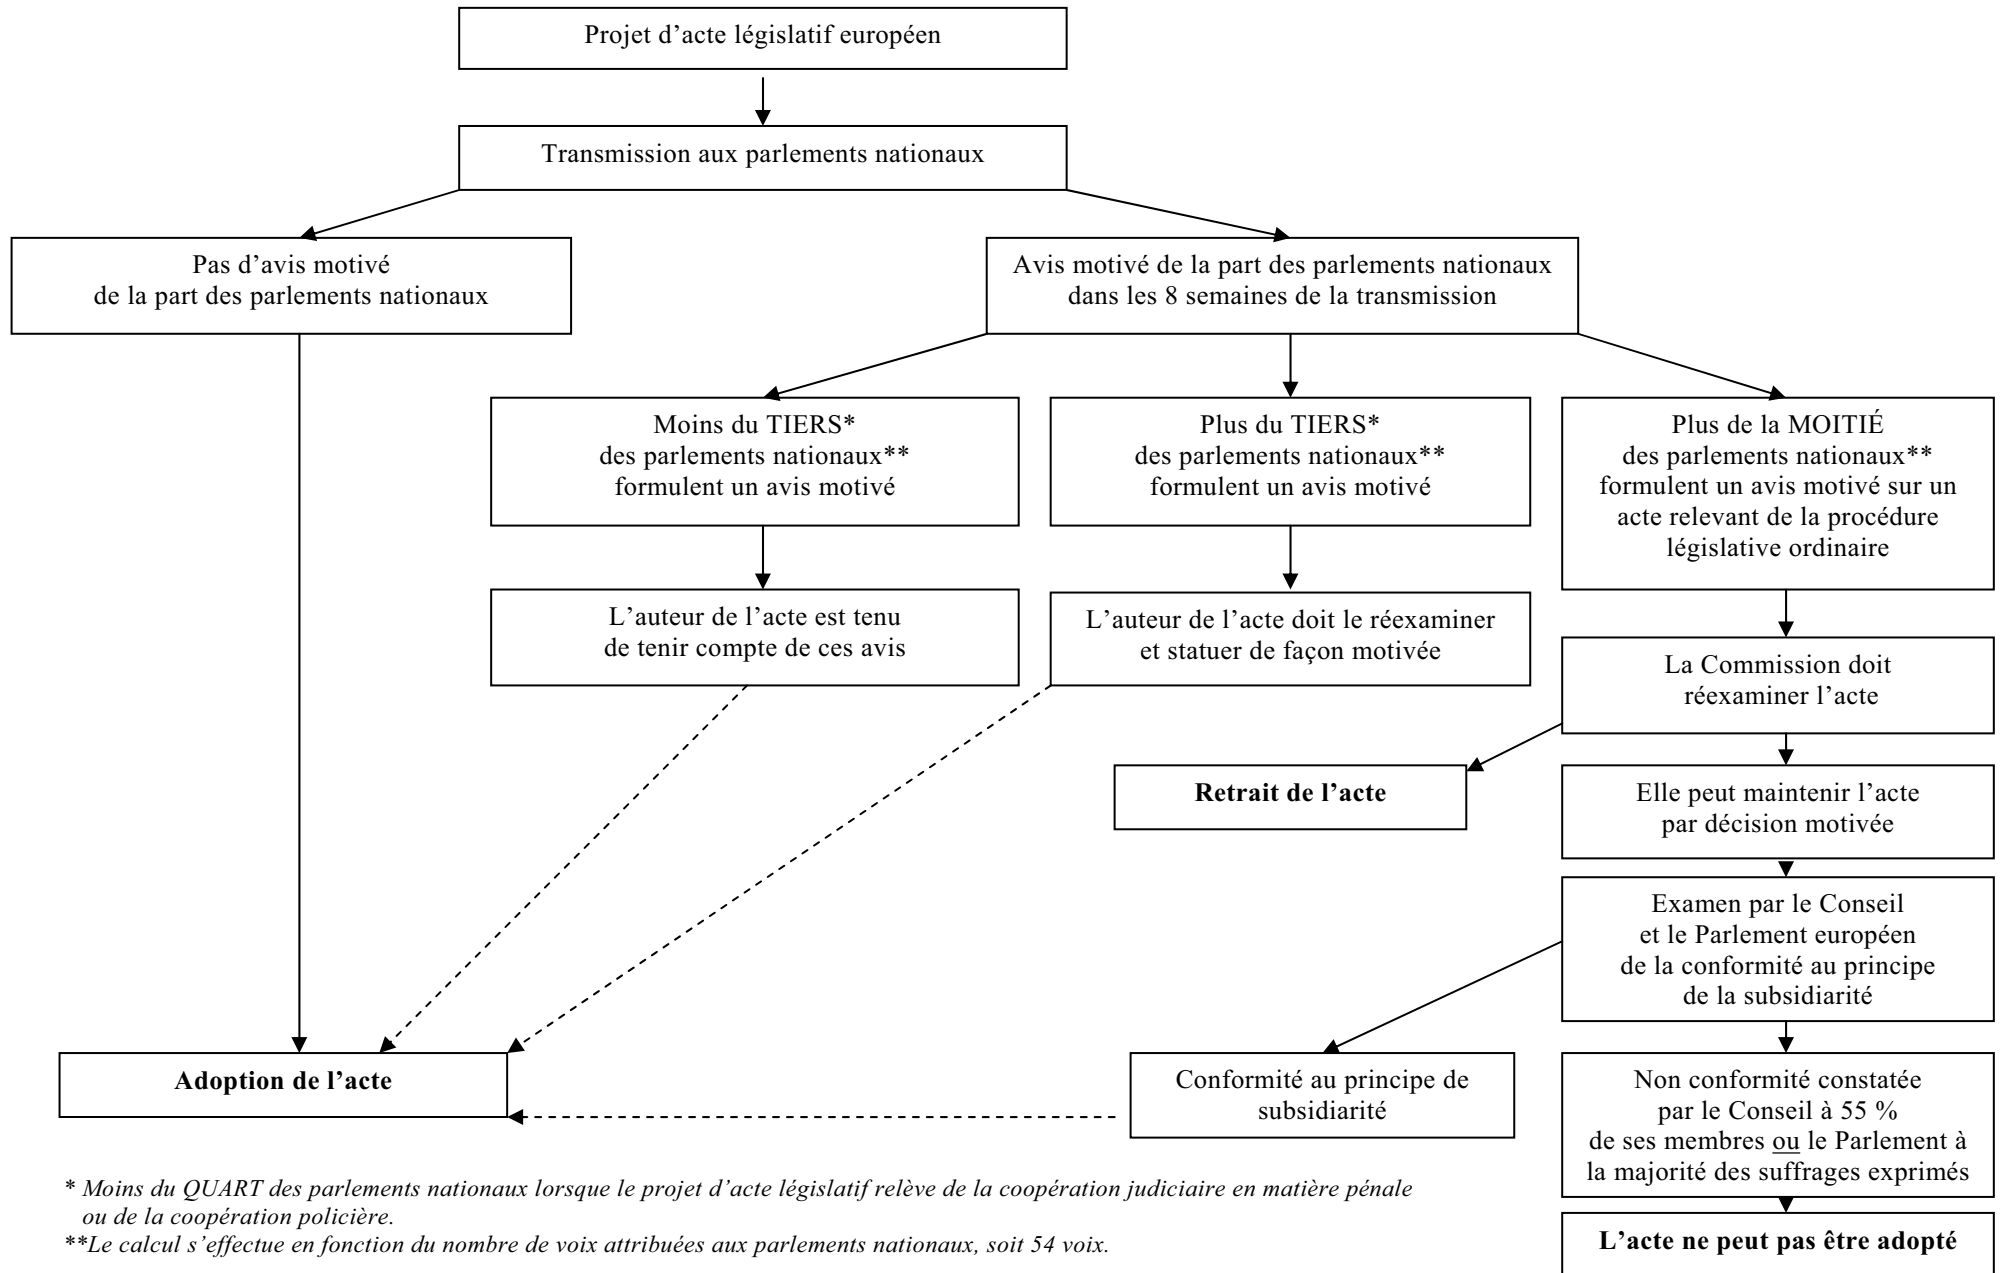 Projet d’acte législatif européen
Transmission aux parlements nationaux
Pas d’avis motivé
de la part des parlements nationaux
Avis motivé de la part des parlements nationaux
dans les 8 semaines de la transmission
Moins du TIERS*
des parlements nationaux**
formulent un avis motivé
Plus du TIERS*
des parlements nationaux**
formulent un avis motivé
Plus de la MOITIÉ
des parlements nationaux**
formulent un avis motivé sur un
acte relevant de la procédure
législative ordinaire
L’auteur de l’acte est tenu
de tenir compte de ces avis
L’auteur de l’acte doit le réexaminer
et statuer de façon motivée
La Commission doit
réexaminer l’acte
Retrait de l’acte
Elle peut maintenir l’acte
par décision motivée
Examen par le Conseil
et le Parlement européen
de la conformité au principe
de la subsidiarité
Adoption de l’acte
Conformité au principe de
subsidiarité
Non conformité constatée
par le Conseil à 55 %
de ses membres ou le Parlement à
la majorité des suffrages exprimés
L’acte ne peut pas être adopté
* Moins du QUART des parlements nationaux lorsque le projet d’acte législatif relève de la coopération judiciaire en matière pénale
ou de la coopération policière.
**Le calcul s’effectue en fonction du nombre de voix attribuées aux parlements nationaux, soit 54 voix.